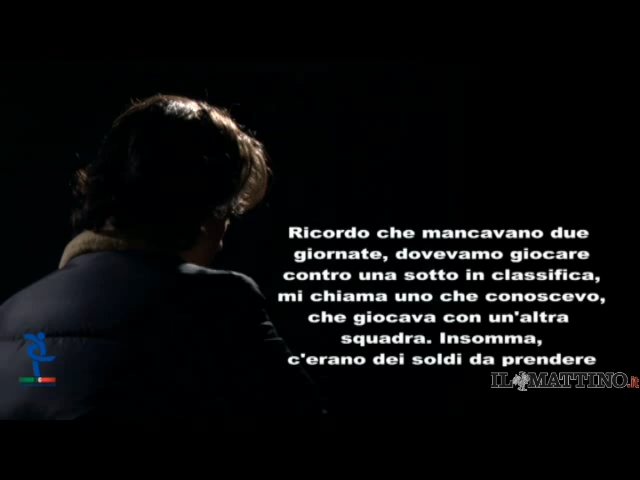 Ricordo che mancavano due
giornate, dovevamo giocare
contro una sotto in classifica,
mi chiama uno che conoscevo,
che giocava con un'altra
squadra. Insomma,
c'erano dei soldi da prendere
IL MATTINO.it